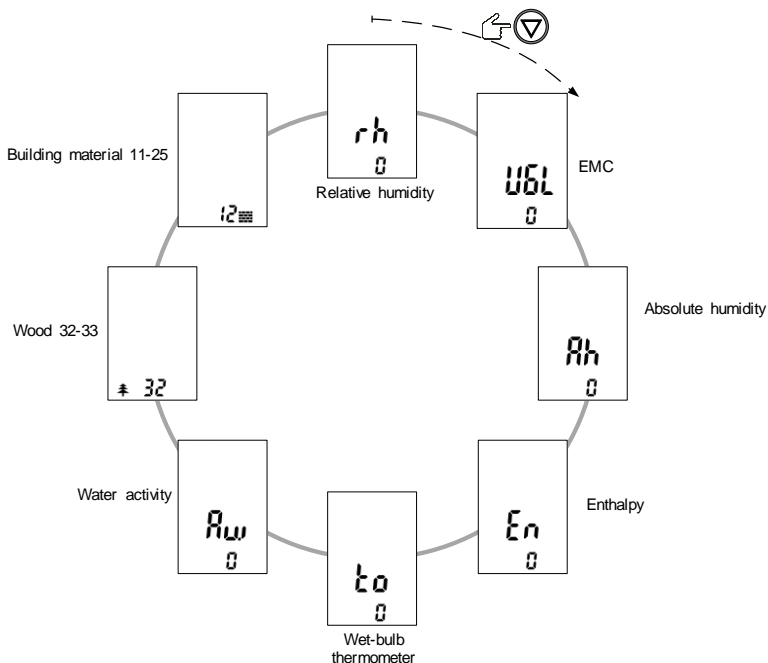 rh
0
Relative humidity
UGL
0
EMC
Ah
0
Absolute humidity
En
0
Enthalpy
to
0
Wet-bulb
thermometer
Aw
0
Water activity
32
Wood 32-33
12
Building material 11-25